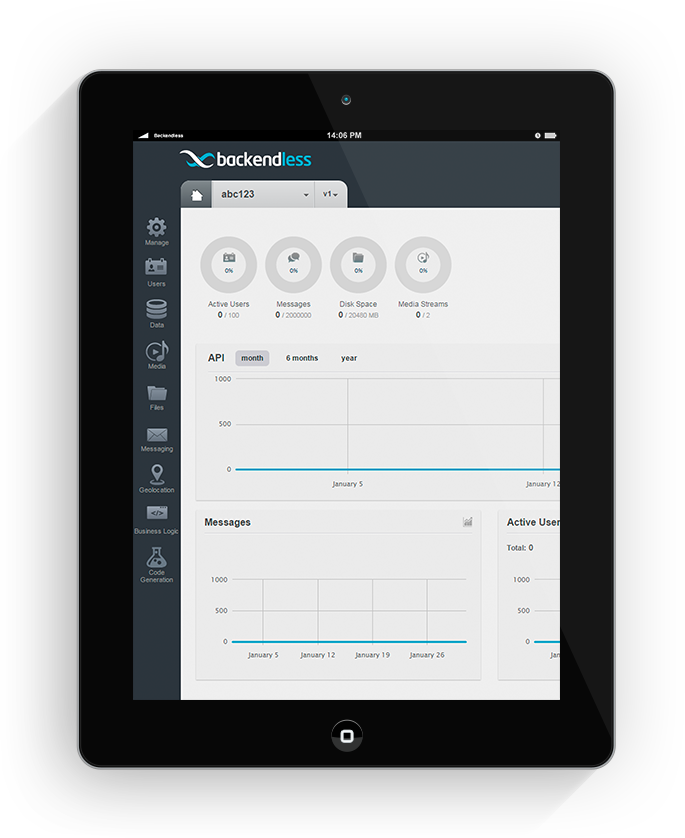 Backendless
14:06 PM
backendless
abc123
v1
Manage
Users
Data
Media
Files
Messaging
Geolocation
Business Logic
Code
Generation
0%
0%
0%
0%
Active Users
Messages
Disk Space
Media Streams
0 / 100
0 / 2000000
0 / 20480 MB
0 / 2
API
month
6 months
year
1000
500
0
January 5
January 12
Messages
1000
500
0
January 5
January 12
January 19
January 26
Active User
Total: 0
1000
500
0
Jan